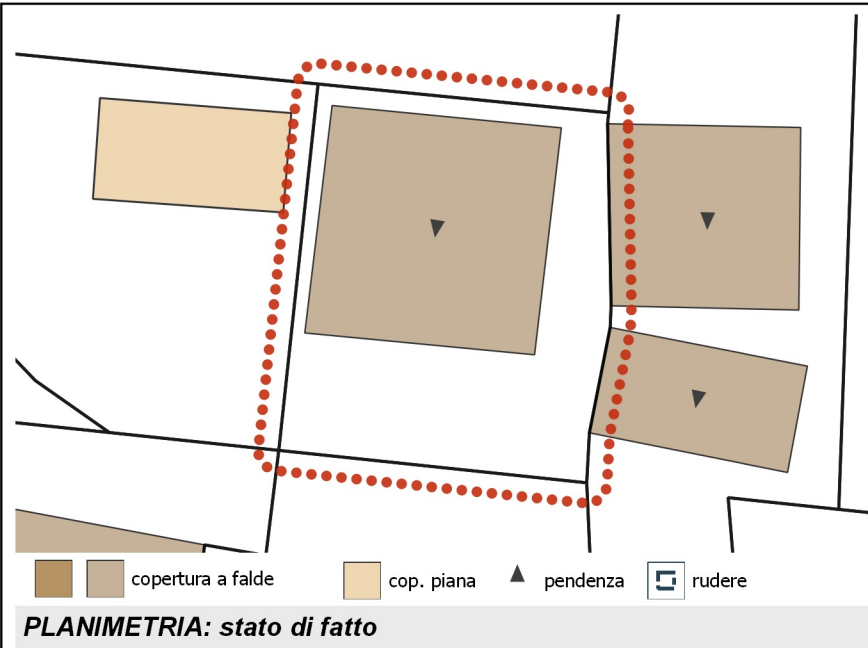 copertura a falde cop. piana pendenza rudere
PLANIMETRIA: stato di fatto